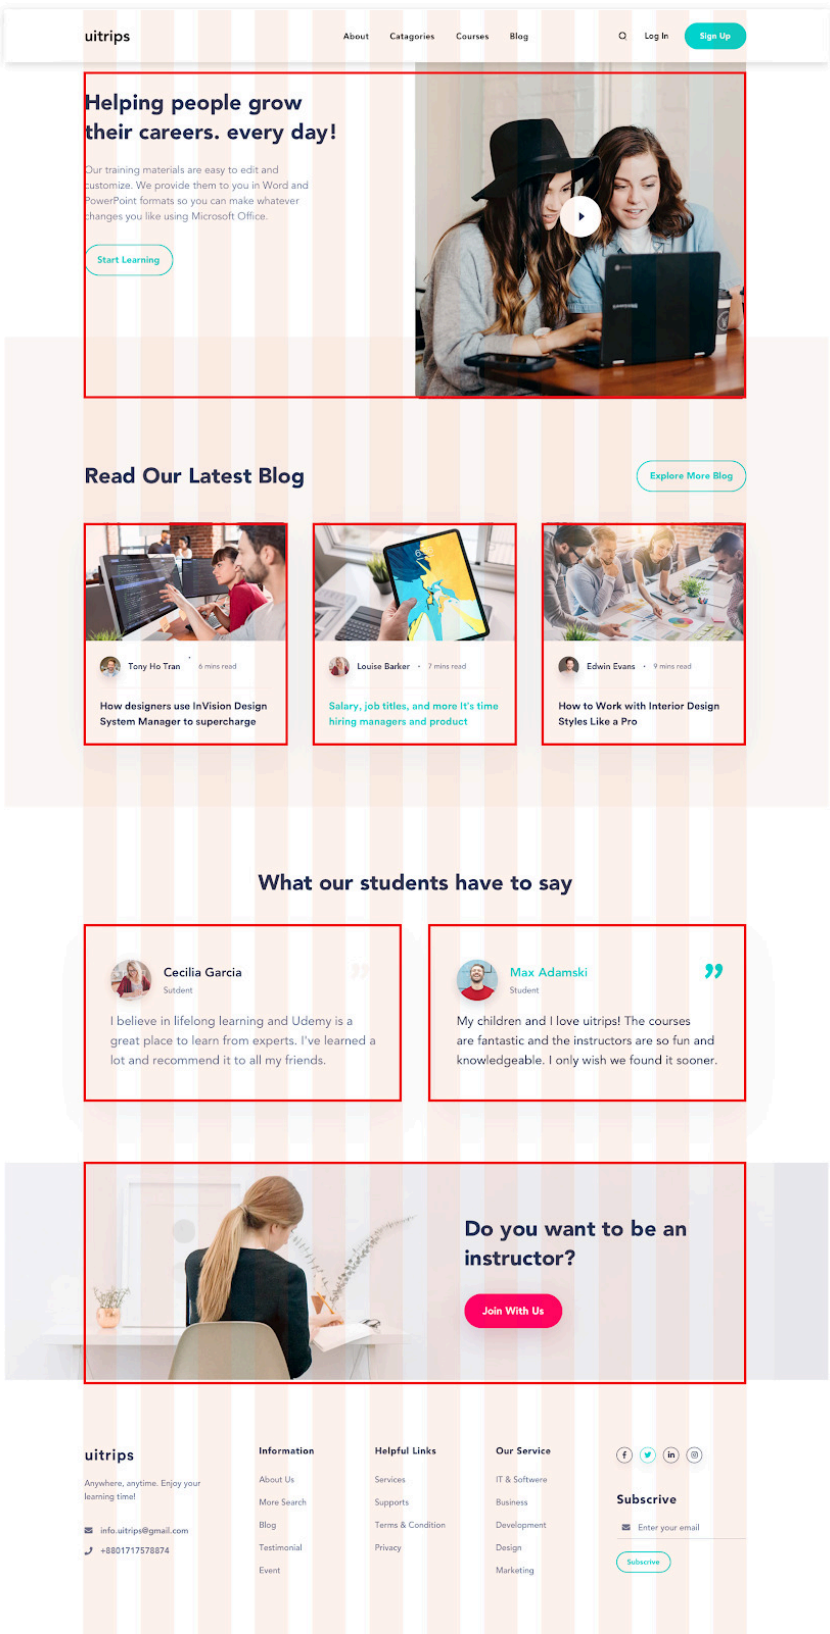 uitrips
About Catagories Courses Blog
Log In Sign Up
Helping people grow
their careers. every day!
Our training materials are easy to edit and
customize. We provide them to you in Word and
PowerPoint formats so you can make whatever
changes you like using Microsoft Office.
Start Learning
Read Our Latest Blog
Explore More Blog
Tony Ho Tran · 6 mins read
How designers use InVision Design
System Manager to supercharge
Louise Barker · 7 mins read
Salary, job titles, and more It's time
hiring managers and product
Edwin Evans · 9 mins read
How to Work with Interior Design
Styles Like a Pro
What our students have to say
Cecilia Garcia
Sutdent
I believe in lifelong learning and Udemy is a
great place to learn from experts. I've learned a
lot and recommend it to all my friends.
Max Adamski
Student
My children and I love uitrips! The courses
are fantastic and the instructors are so fun and
knowledgeable. I only wish we found it sooner.
Do you want to be an
instructor?
Join With Us
uitrips
Anywhere, anytime. Enjoy your
learning time!
info.uitrips@gmail.com
+8801717578874
Information
About Us
More Search
Blog
Testimonial
Event
Helpful Links
Services
Supports
Terms & Condition
Privacy
Our Service
IT & Softwere
Business
Development
Design
Marketing
Subscrive
Enter your email
Subscrive